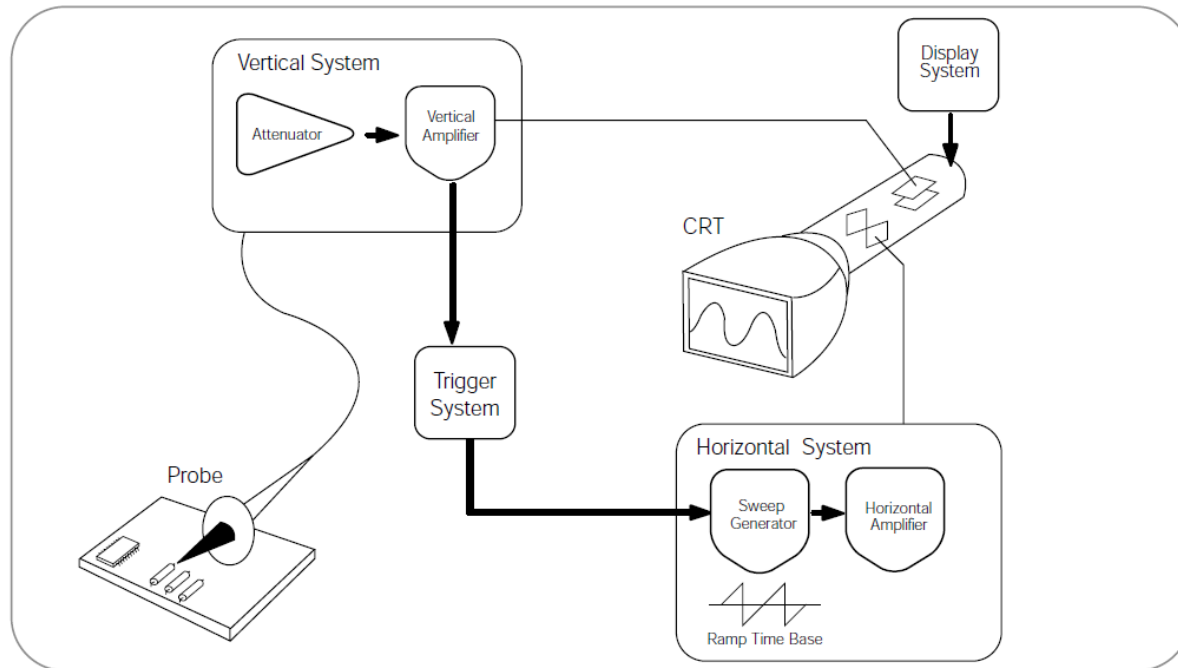 Vertical System
Attenuator
Vertical
Amplifier
Display
System
CRT
Trigger
System
Probe
Horizontal System
Sweep
Generator
Horizontal
Amplifier
Ramp Time Base